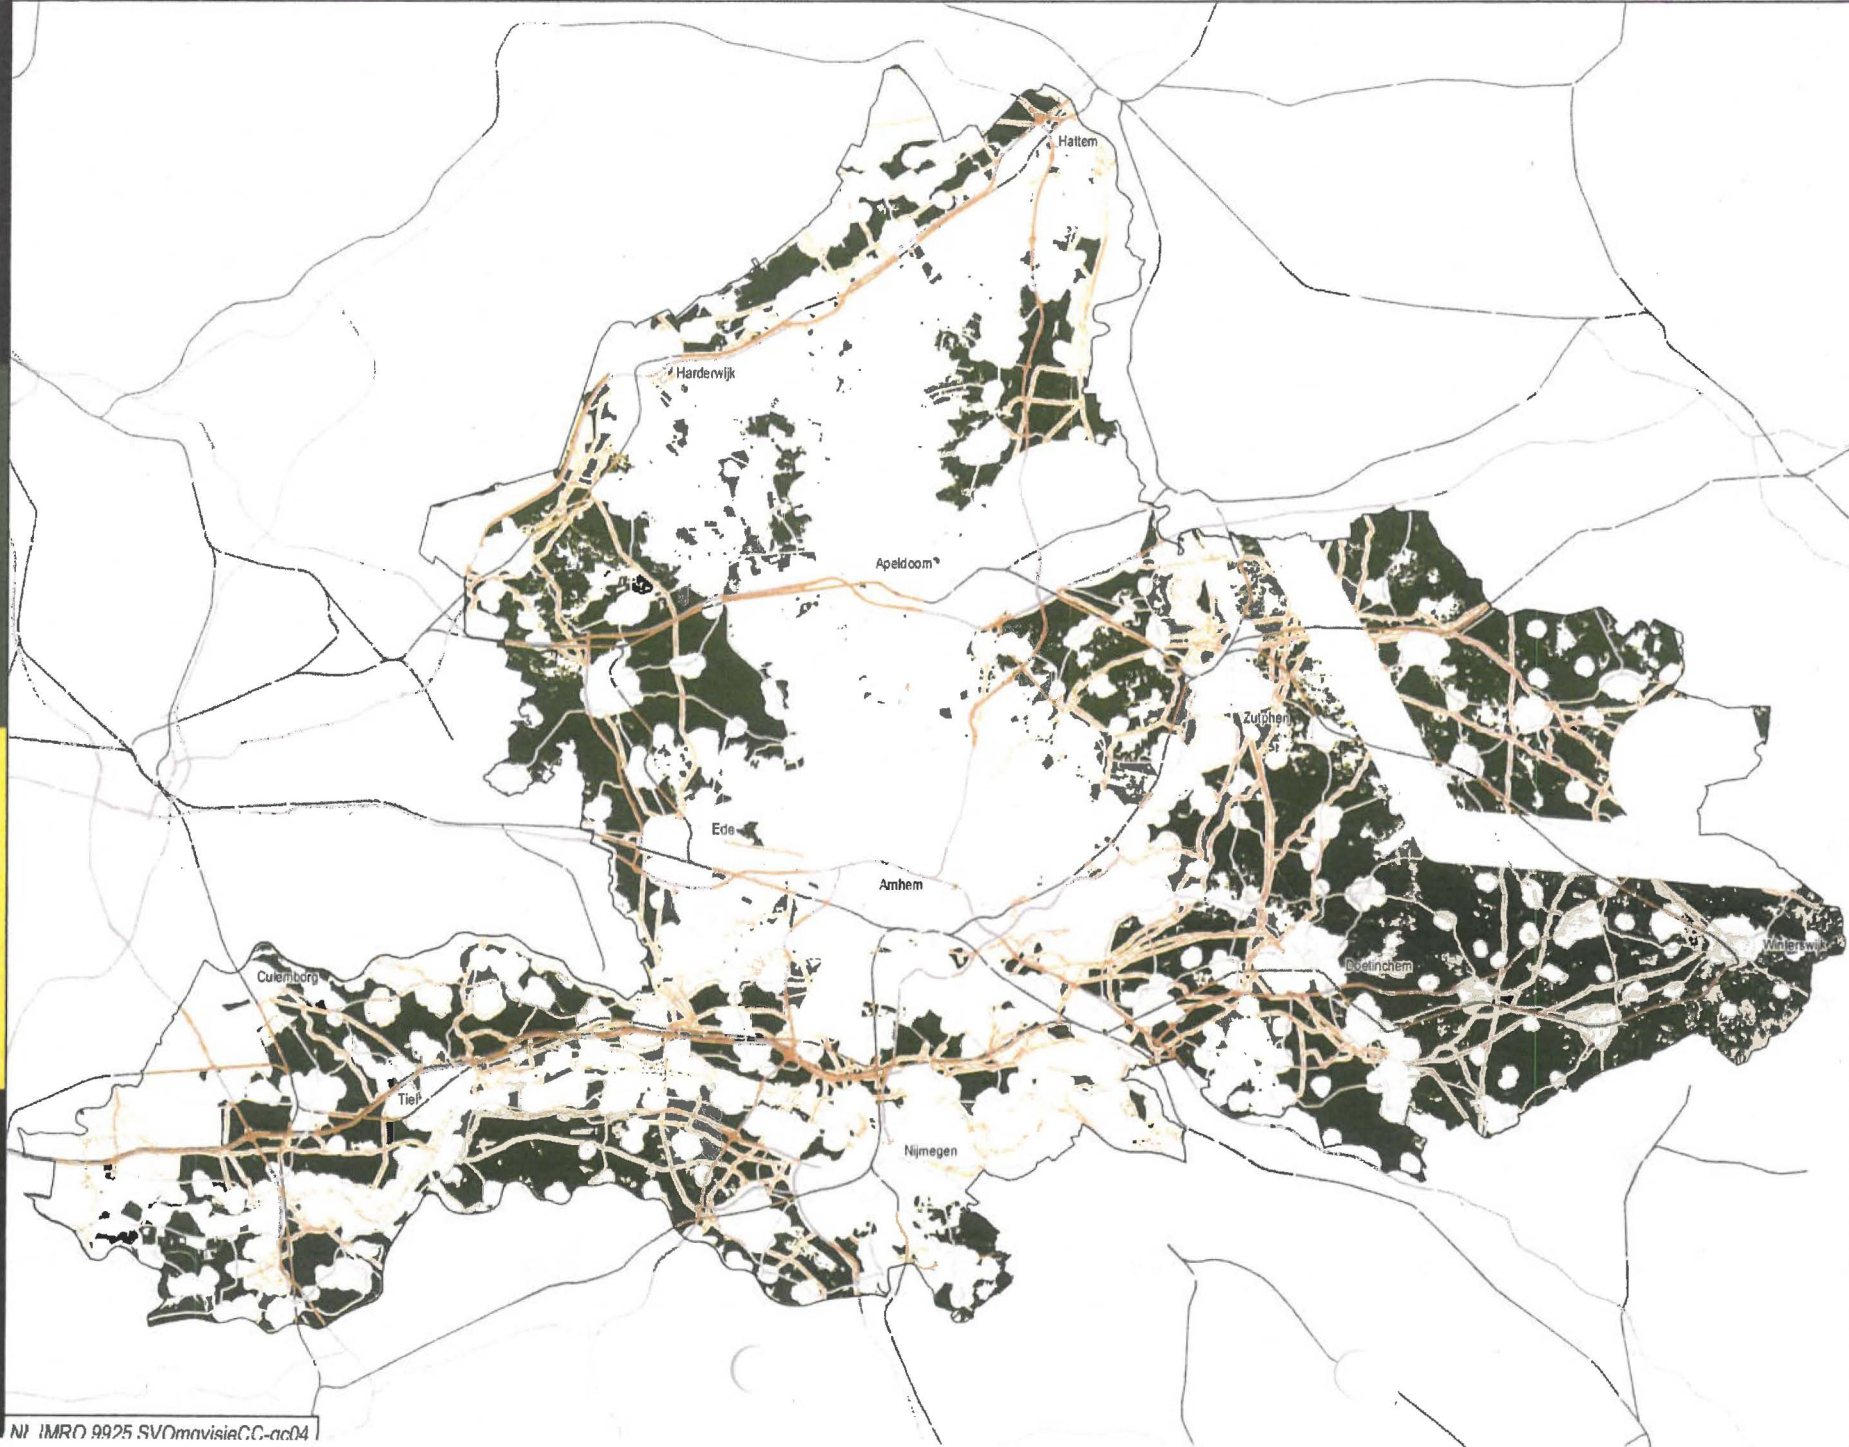 Hattem
Harderwijk
Apeldoorn
Zutphen
Ede
Arnhem
Winterswijk
Doetinchem
Culemborg
Tiel
Nijmegen
NL.IMRO.9925.SVOmgvisieCC-gc04